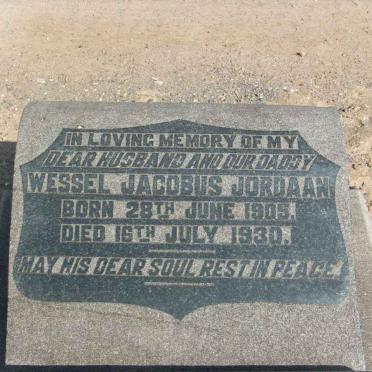 IN LOVING MEMORY OF MY
DEAR HUSBAND AND OUR DADDY
WESSEL JACOBUS JORDAAN
BORN 28TH JUNE 1905.
DIED 16TH JULY 1930.
MAY HIS DEAR SOUL REST IN PEACE.